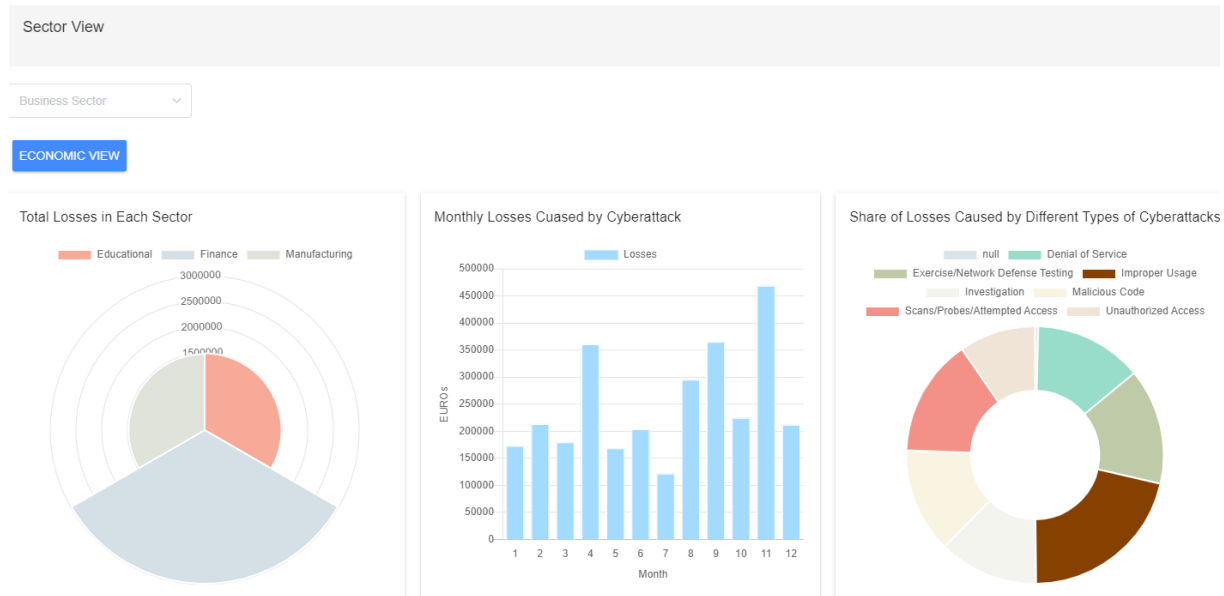 Sector View
Business Sector
ECONOMIC VIEW
Total Losses in Each Sector
Educational Finance Manufacturing
3000000
2500000
2000000
1500000
Monthly Losses Cuased by Cyberattack
Losses
500000
450000
400000
350000
300000
250000
200000
150000
100000
50000
0
EUROs
1 2 3 4 5 6 7 8 9 10 11 12
Month
Share of Losses Caused by Different Types of Cyberattacks
null Denial of Service
Exercise/Network Defense Testing Improper Usage
Investigation Malicious Code
Scans/Probes/Attempted Access Unauthorized Access